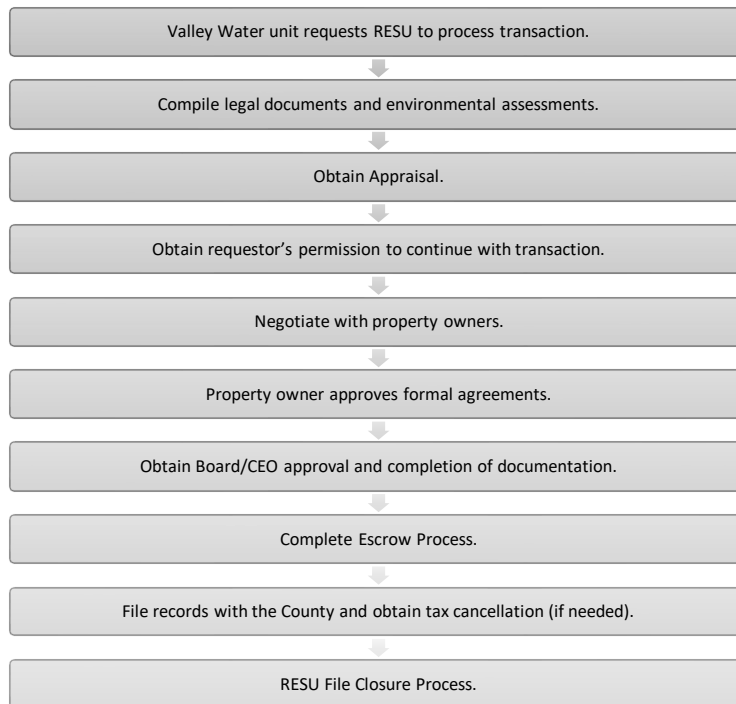 Valley Water unit requests RESU to process transaction.
Compile legal documents and environmental assessments.
Obtain Appraisal.
Obtain requestor’s permission to continue with transaction.
Negotiate with property owners.
Property owner approves formal agreements.
Obtain Board/CEO approval and completion of documentation.
Complete Escrow Process.
File records with the County and obtain tax cancellation (if needed).
RESU File Closure Process.